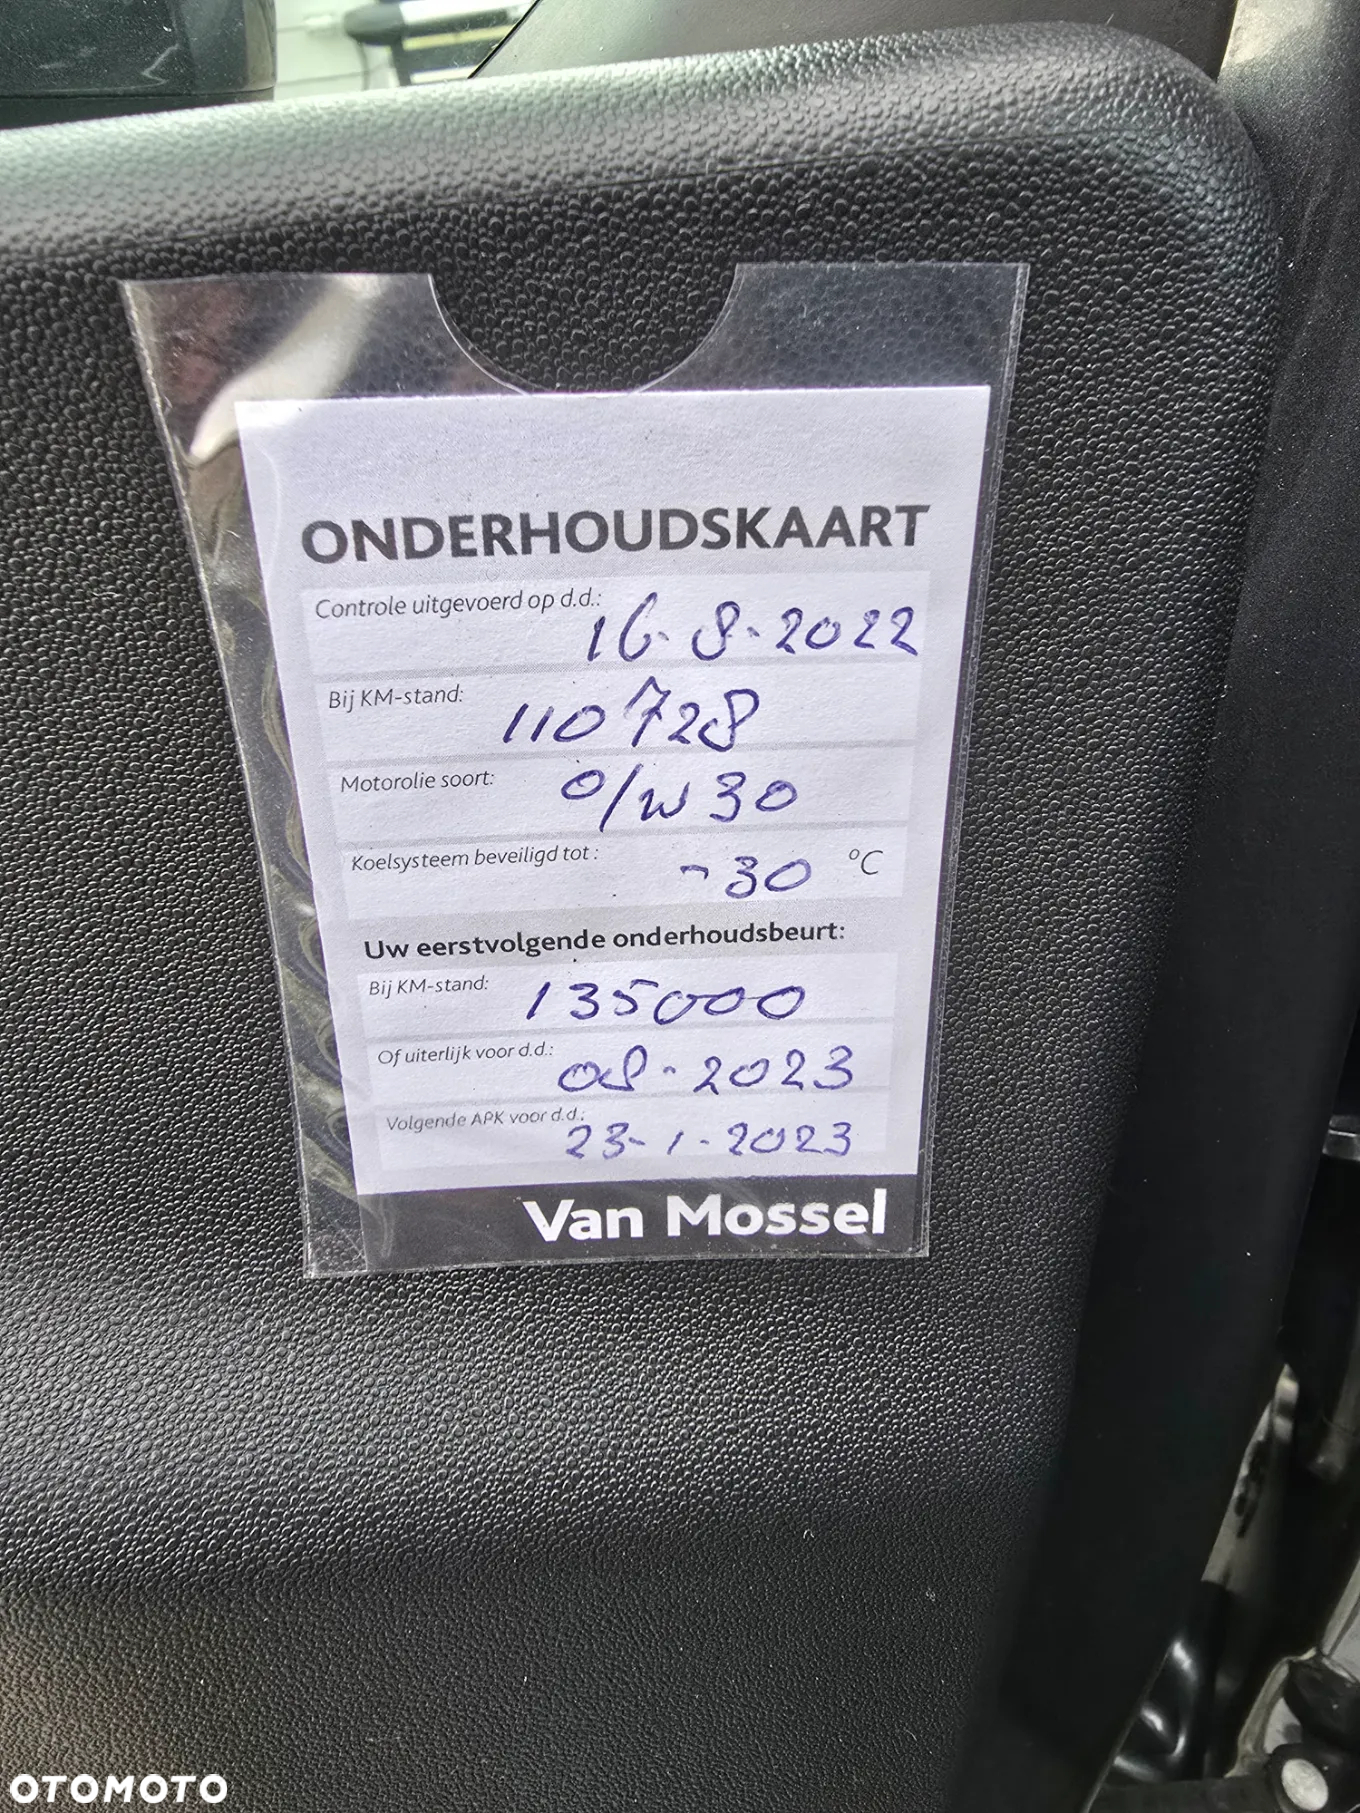 ONDERHOUDSKAART
Controle uitgevoerd op d.d.: 16-8-2022
Bij KM-stand: 110728
Motorolie soort: 0/w30
Koelsysteem beveiligd tot: -30 °C
Uw eerstvolgende onderhoudsbeurt:
Bij KM-stand: 135000
Of uiterlijk voor d.d.: 08-2023
Volgende APK voor d.d.: 23-1-2023
Van Mossel
OTOMOTO